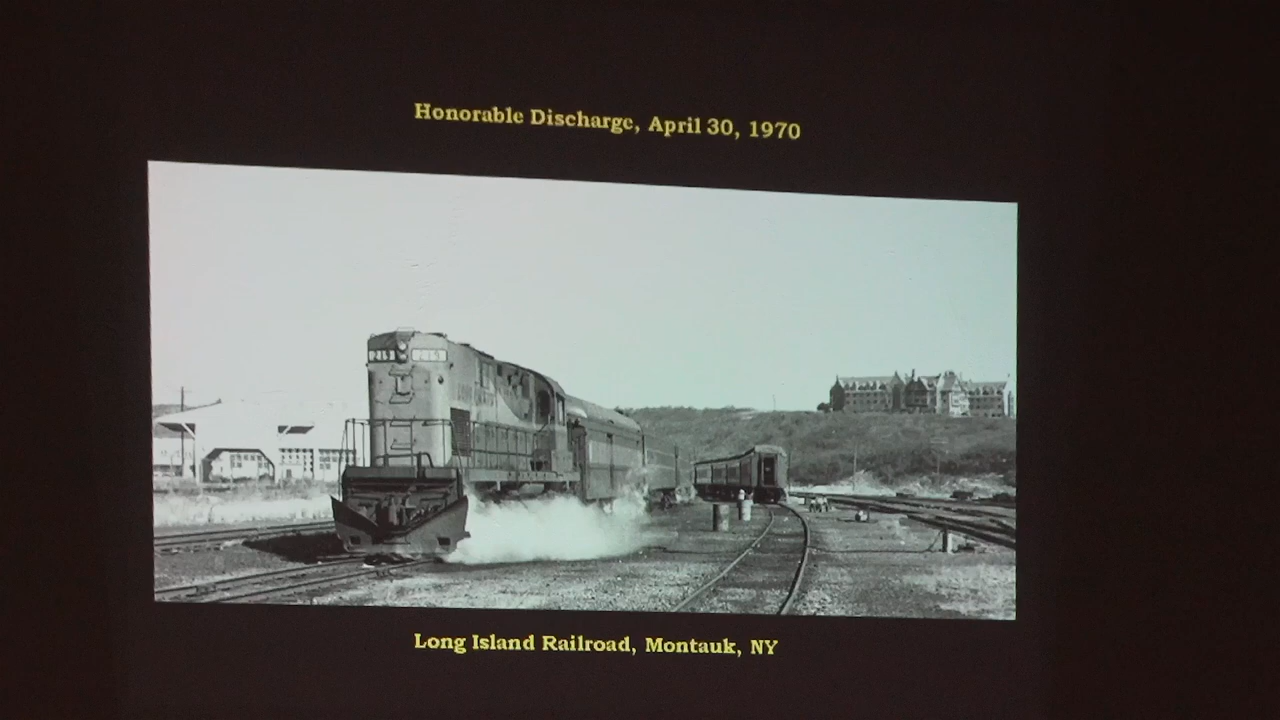 Honorable Discharge, April 30, 1970
Long Island Railroad, Montauk, NY